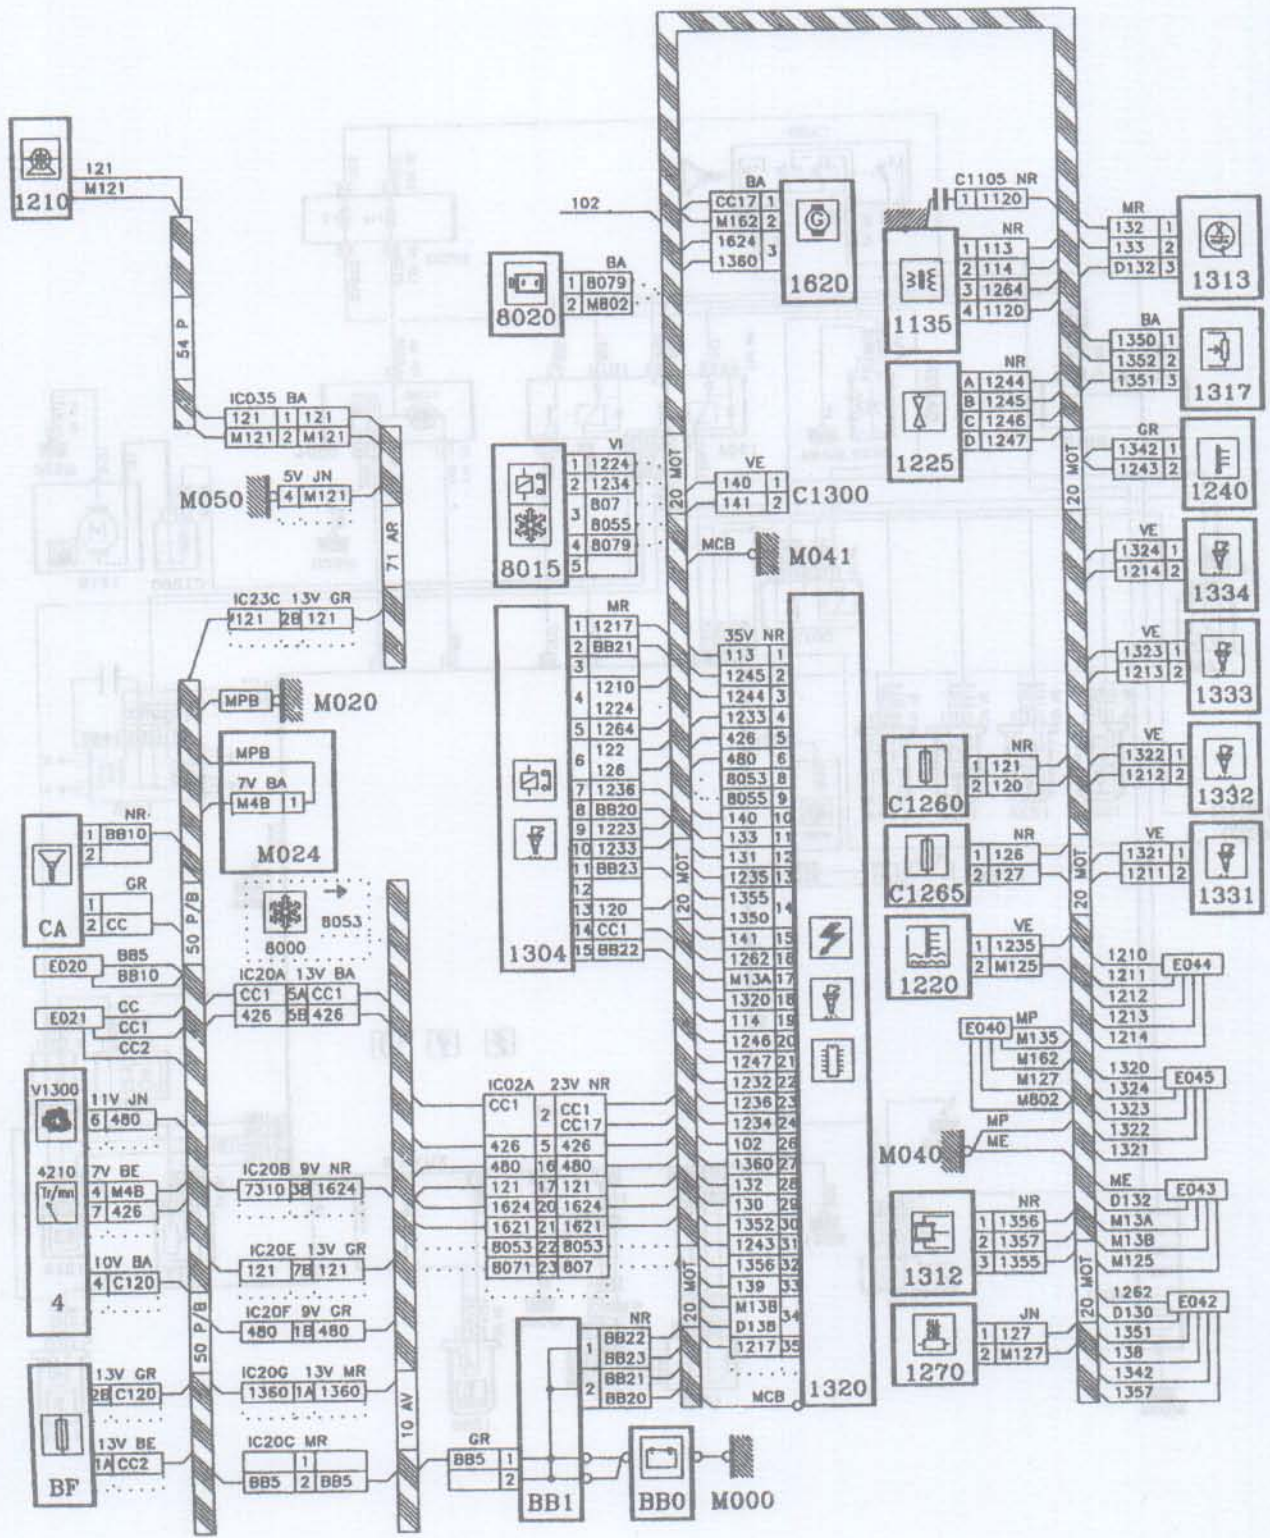 1210
121
M121
54 P
ICD35 BA
121 1 121
M121 2 M121
M050
5V JN
4 M121
71 AR
IC23C 13V GR
121 2B 121
MPB
M020
MPB
7V BA
M4B 1
M024
CA
NR
1 BB10
2
GR
1
2 CC
50 P/B
8000
8053
E020
BB5
BB10
E021
CC
CC1
CC2
IC20A 13V BA
CC1 5A CC1
426 5B 426
V1300
11V JN
6 480
4210
Tr/mn
7V BE
4 M4B
7 426
10V BA
4 C120
4
IC20B 9V NR
7310 3B 1624
IC20E 13V GR
121 7B 121
IC20F 9V GR
480 1B 480
IC20G 13V MR
1360 1A 1360
IC20C MR
1
BB5 2 BB5
50 P/B
10 AV
BF
13V GR
2B C120
13V BE
1A CC2
102
8020
BA
1 8079
2 M802
8015
VI
1 1224
2 1234
3 807
8055
4 8079
5
1304
MR
1 1217
2 BB21
3
4 1210
1224
5 1264
6 122
126
7 1236
8 BB20
9 1223
10 1233
11 BB23
12
13 120
14 CC1
15 BB22
IC02A 23V NR
CC1 2 CC1
CC17
426 5 426
480 16 480
121 17 121
1624 20 1624
1621 21 1621
8053 22 8053
8071 23 807
GR
BB5 1
2
BB1
NR
1 BB22
BB23
2 BB21
BB20
BB0
M000
20 MOT
20 MOT
20 MOT
BA
CC17 1
M162 2
1624 3
1360
1620
VE
140 1
141 2
C1300
MCB
M041
35V NR
113 1
1245 2
1244 3
1233 4
426 5
480 6
8053 8
8055 9
140 10
133 11
131 12
1235 13
1355 14
1350
141 15
1262 16
M13A 17
1320 18
114 19
1246 20
1247 21
1232 22
1236 23
1234 24
102 26
1360 27
132 28
130 29
1352 30
1243 31
1356 32
139 33
M13B 34
D13B
1217 35
MCB
1320
C1105 NR
1 1120
1135
NR
1 113
2 114
3 1264
4 1120
1225
NR
A 1244
B 1245
C 1246
D 1247
C1260
NR
1 121
2 120
C1265
NR
1 126
2 127
1220
VE
1 1235
2 M125
E040
MP
M135
M162
M127
M802
M040
MP
ME
1312
NR
1 1356
2 1357
3 1355
1270
JN
1 127
2 M127
20 MOT
20 MOT
20 MOT
MR
132 1
133 2
D132 3
1313
BA
1350 1
1352 2
1351 3
1317
GR
1342 1
1243 2
1240
VE
1324 1
1214 2
1334
VE
1323 1
1213 2
1333
VE
1322 1
1212 2
1332
VE
1321 1
1211 2
1331
1210
1211
1212
1213
1214
E044
1320
1324
1323
1322
1321
E045
ME
D132
M13A
M13B
M125
E043
1262
D130
1351
138
1342
1357
E042